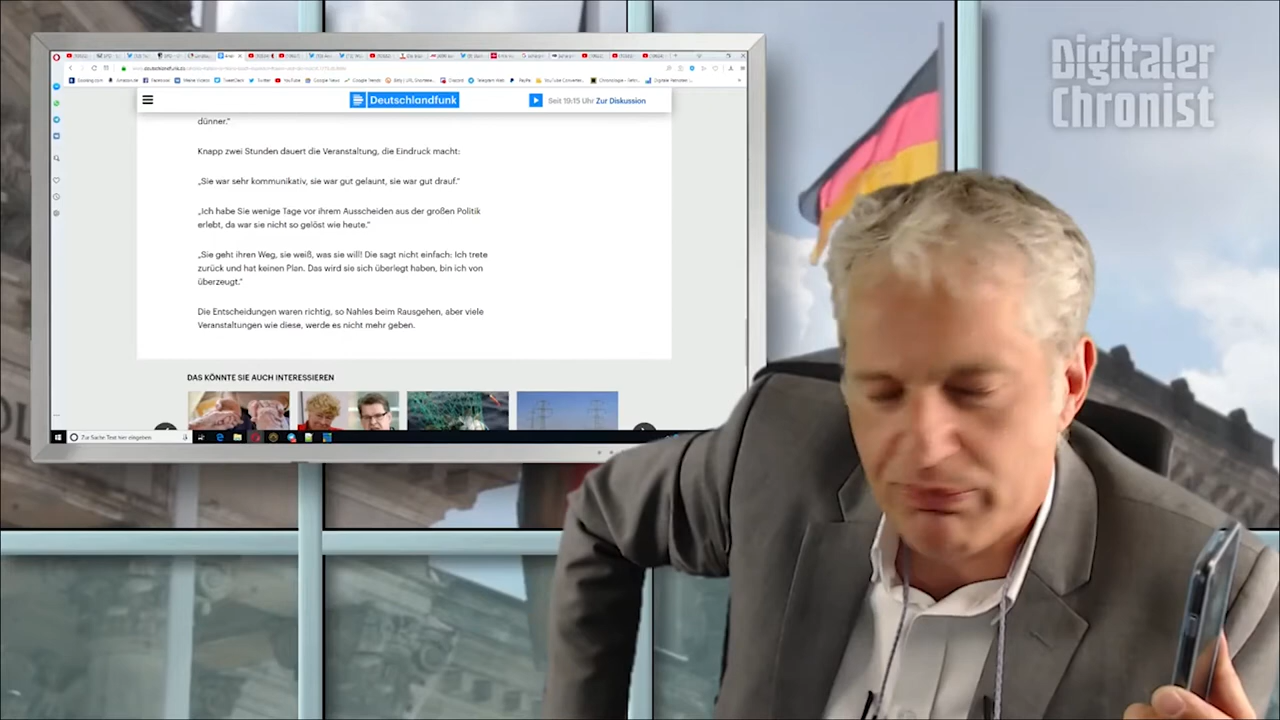 Digitaler
Chronist
Deutschlandfunk
Seit 19:15 Uhr Zur Diskussion
dünner."
Knapp zwei Stunden dauert die Veranstaltung, die Eindruck macht:
„Sie war sehr kommunikativ, sie war gut gelaunt, sie war gut drauf."
„Ich habe Sie wenige Tage vor ihrem Ausscheiden aus der großen Politik
erlebt, da war sie nicht so gelöst wie heute."
„Sie geht ihren Weg, sie weiß, was sie will! Die sagt nicht einfach: Ich trete
zurück und hat keinen Plan. Das wird sie sich überlegt haben, bin ich von
überzeugt."
Die Entscheidungen waren richtig, so Nahles beim Rausgehen, aber viele
Veranstaltungen wie diese, werde es nicht mehr geben.
DAS KÖNNTE SIE AUCH INTERESSIEREN
Zur Suche Text hier eingeben